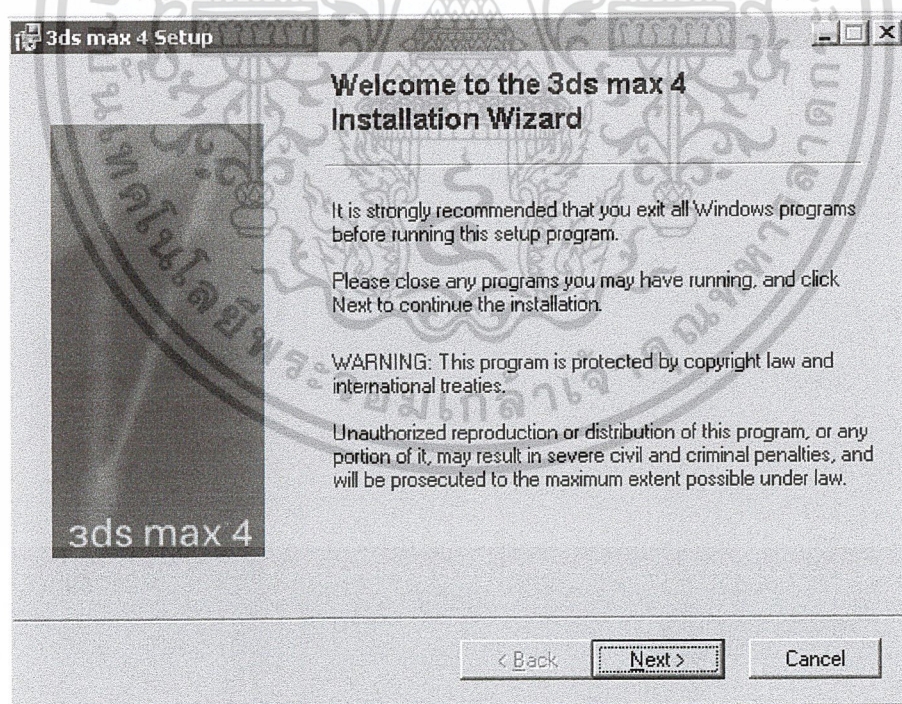 3ds max 4 Setup
Welcome to the 3ds max 4
Installation Wizard
It is strongly recommended that you exit all Windows programs
before running this setup program.
Please close any programs you may have running, and click
Next to continue the installation.
WARNING: This program is protected by copyright law and
international treaties.
Unauthorized reproduction or distribution of this program, or any
portion of it, may result in severe civil and criminal penalties, and
will be prosecuted to the maximum extent possible under law.
3ds max 4
< Back
Next >
Cancel